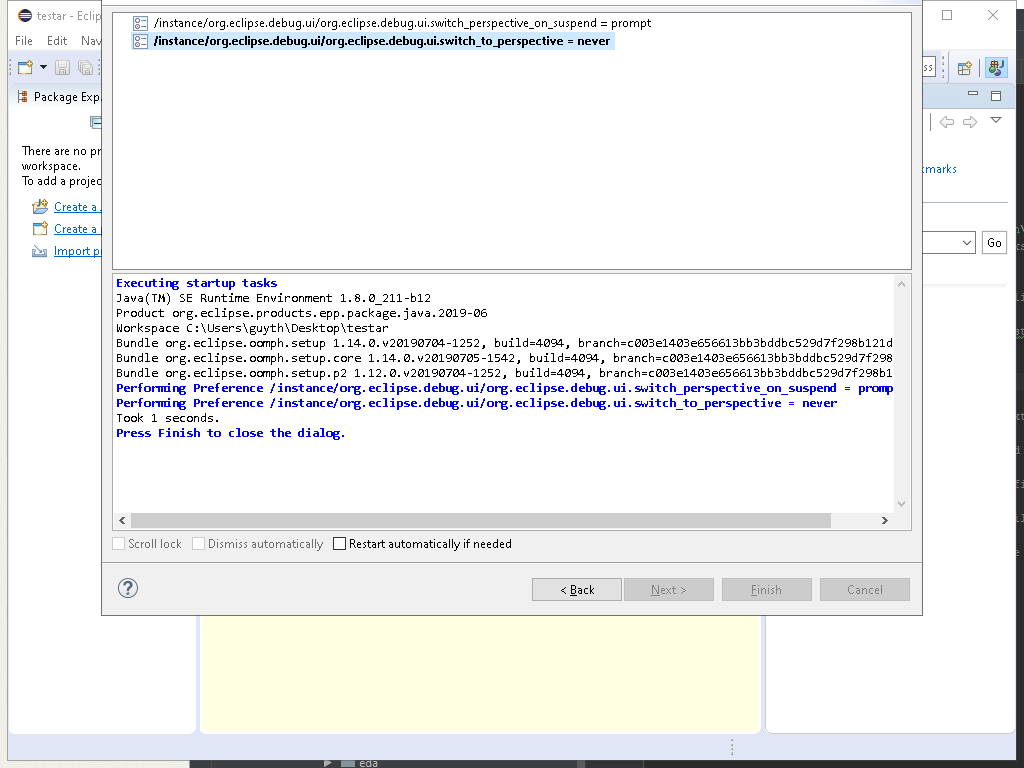 testar - Eclip
File Edit Nav
Package Exp
There are no pr
workspace.
To add a projec
Create a
Create a
Import p
/instance/org.eclipse.debug.ui/org.eclipse.debug.ui.switch_perspective_on_suspend = prompt
/instance/org.eclipse.debug.ui/org.eclipse.debug.ui.switch_to_perspective = never
ss
marks
Go
Executing startup tasks
Java(TM) SE Runtime Environment 1.8.0_211-b12
Product org.eclipse.products.epp.package.java.2019-06
Workspace C:\Users\guyth\Desktop\testar
Bundle org.eclipse.oomph.setup 1.14.0.v20190704-1252, build=4094, branch=c003e1403e656613bb3bddbc529d7f298b121d
Bundle org.eclipse.oomph.setup.core 1.14.0.v20190705-1542, build=4094, branch=c003e1403e656613bb3bddbc529d7f298
Bundle org.eclipse.oomph.setup.p2 1.12.0.v20190704-1252, build=4094, branch=c003e1403e656613bb3bddbc529d7f298b1
Performing Preference /instance/org.eclipse.debug.ui/org.eclipse.debug.ui.switch_perspective_on_suspend = promp
Performing Preference /instance/org.eclipse.debug.ui/org.eclipse.debug.ui.switch_to_perspective = never
Took 1 seconds.
Press Finish to close the dialog.
Scroll lock Dismiss automatically Restart automatically if needed
? < Back Next > Finish Cancel
eda